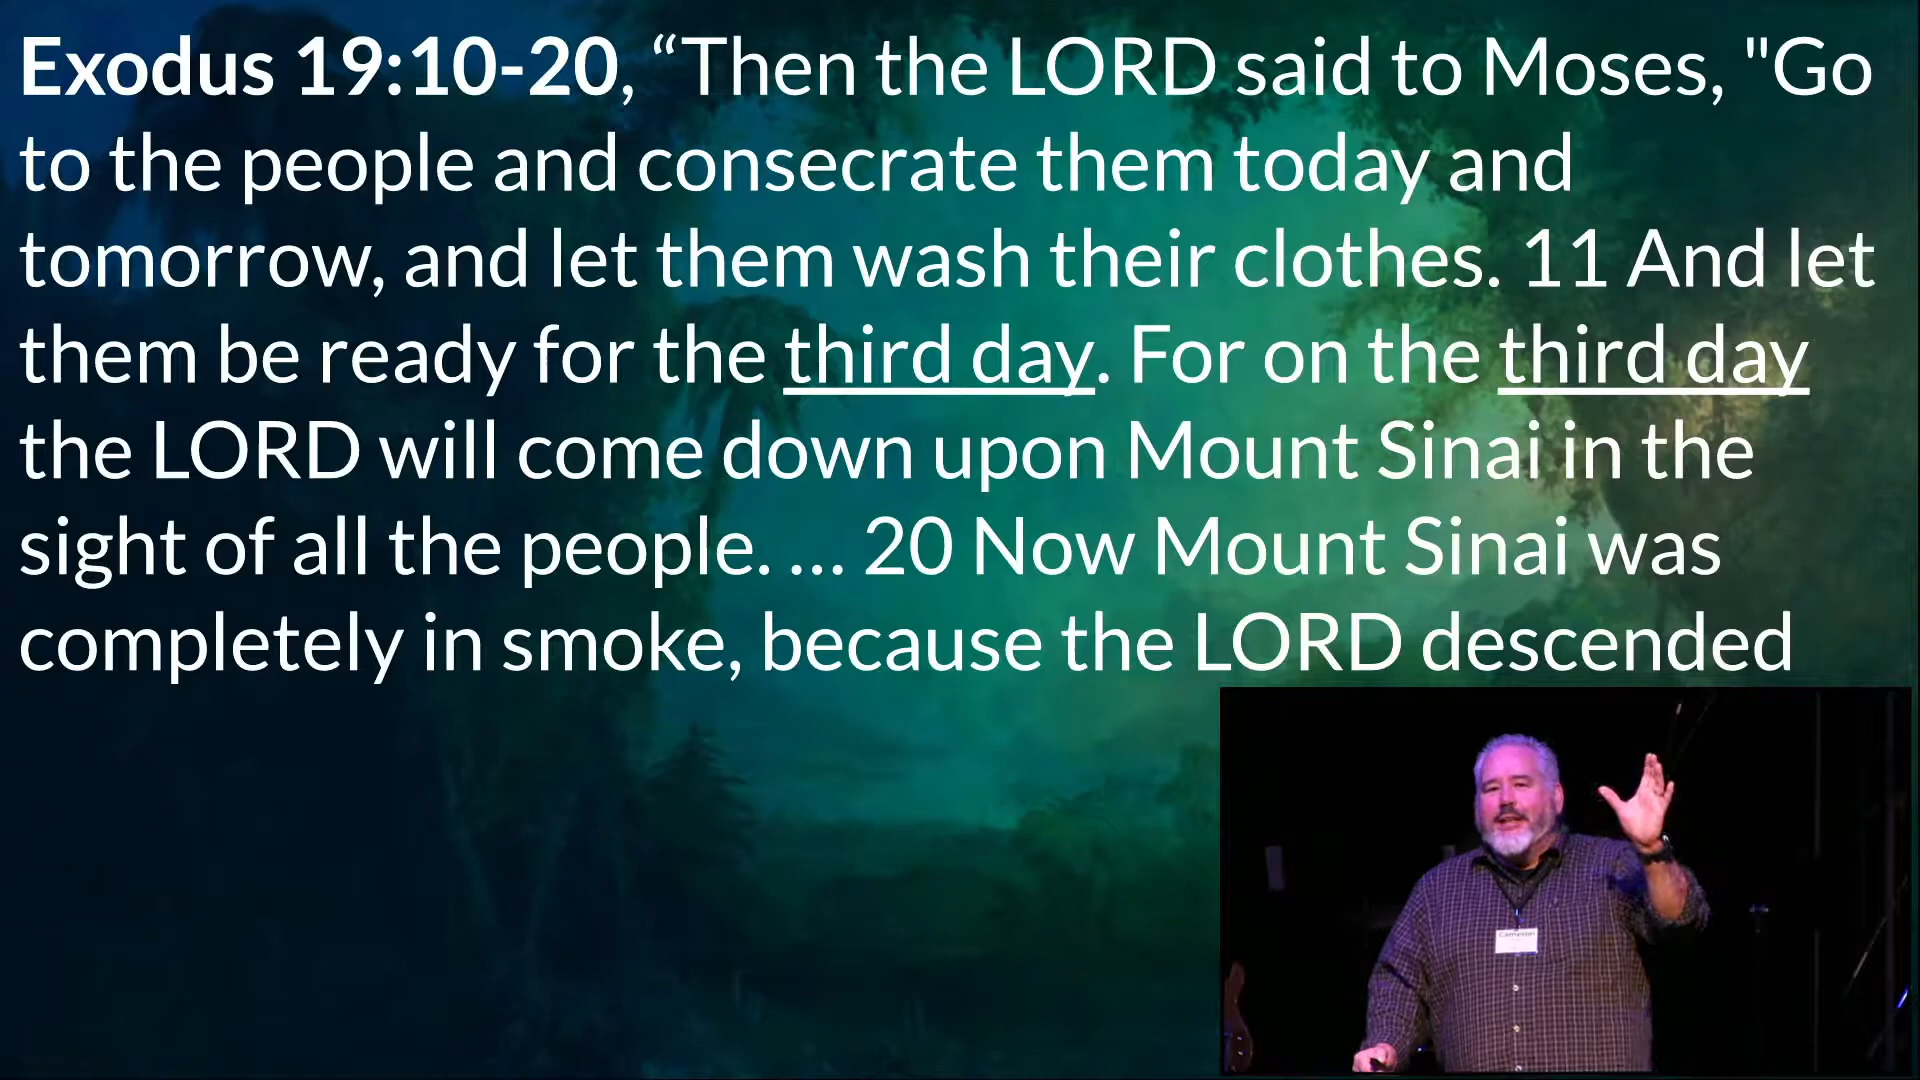 Exodus 19:10-20, “Then the LORD said to Moses, "Go
to the people and consecrate them today and
tomorrow, and let them wash their clothes. 11 And let
them be ready for the third day. For on the third day
the LORD will come down upon Mount Sinai in the
sight of all the people. … 20 Now Mount Sinai was
completely in smoke, because the LORD descended
Cameron